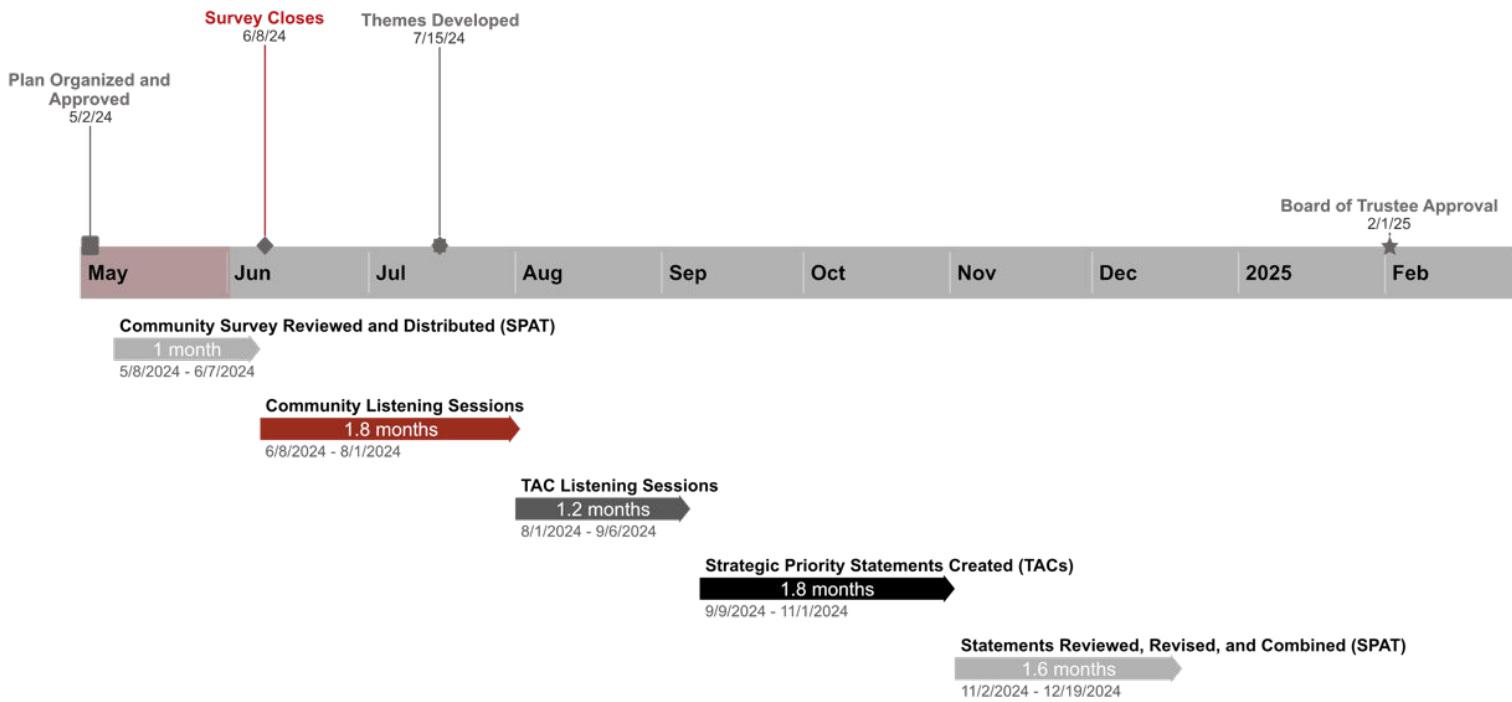 Survey Closes
6/8/24
Themes Developed
7/15/24
Plan Organized and
Approved
5/2/24
Board of Trustee Approval
2/1/25
May Jun Jul Aug Sep Oct Nov Dec 2025 Feb
Community Survey Reviewed and Distributed (SPAT)
1 month
5/8/2024 - 6/7/2024
Community Listening Sessions
1.8 months
6/8/2024 - 8/1/2024
TAC Listening Sessions
1.2 months
8/1/2024 - 9/6/2024
Strategic Priority Statements Created (TACs)
1.8 months
9/9/2024 - 11/1/2024
Statements Reviewed, Revised, and Combined (SPAT)
1.6 months
11/2/2024 - 12/19/2024